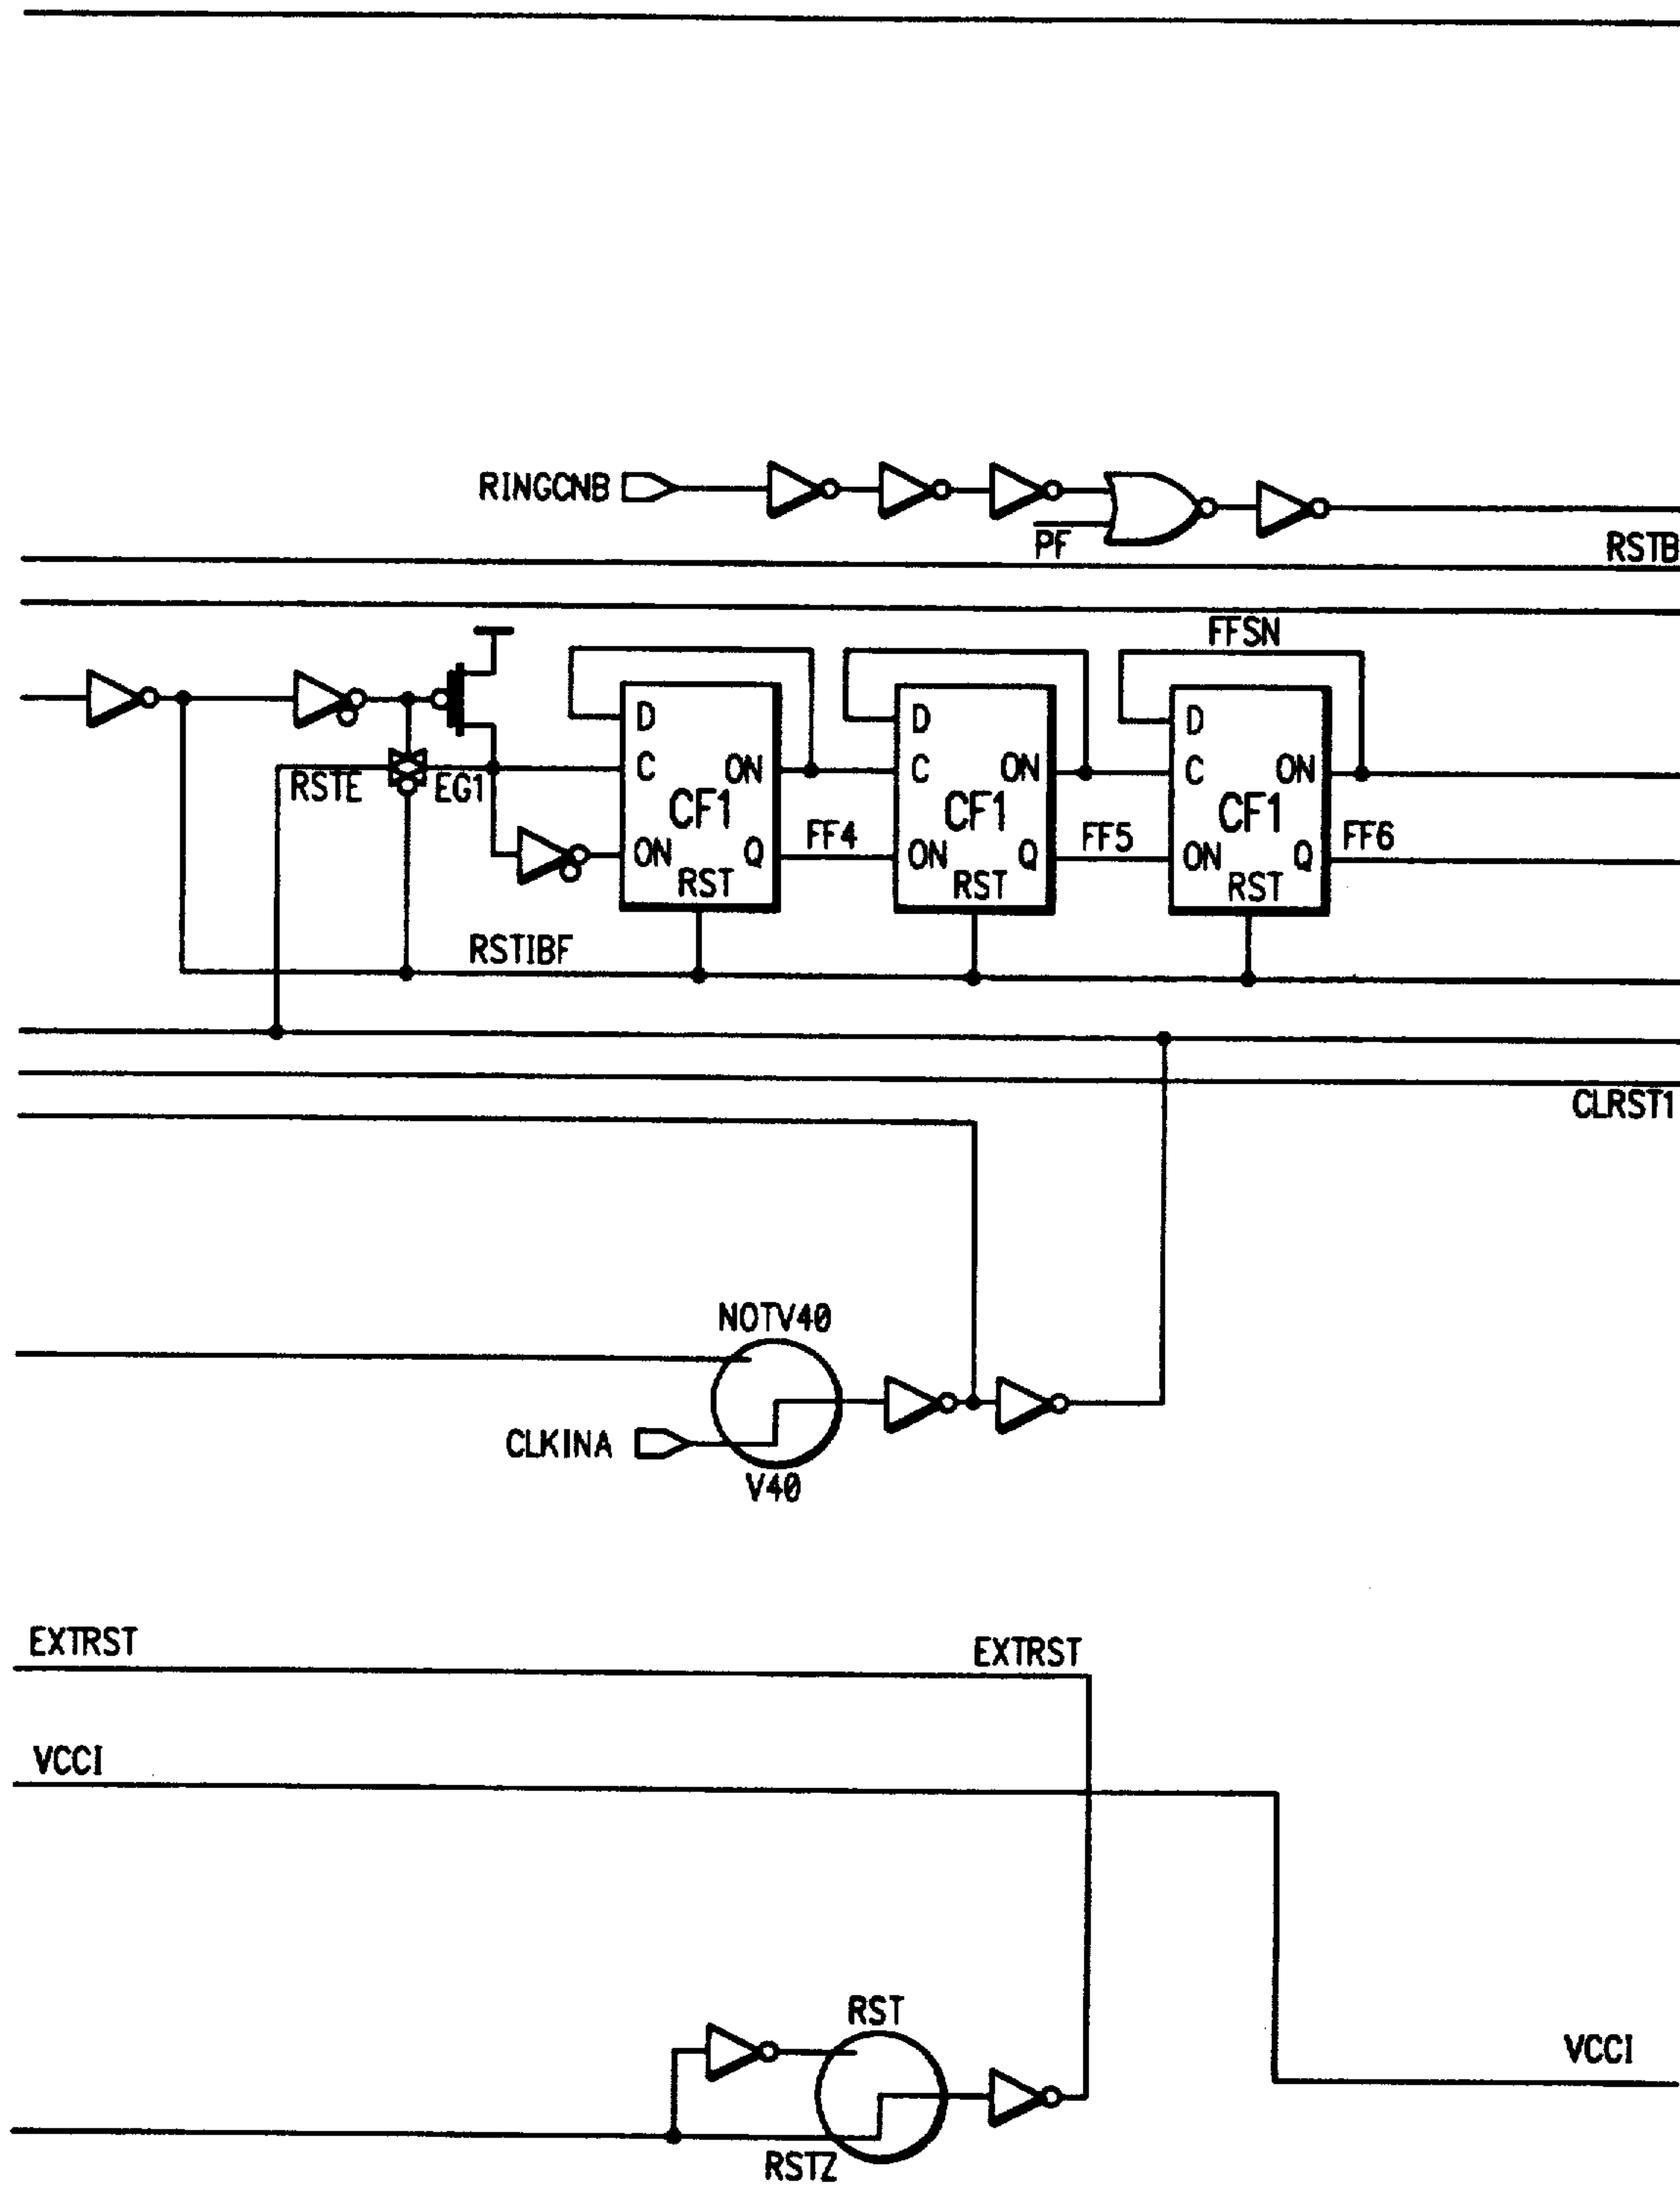 RINGCNB
PF
RSTB
FFSN
D
D
D
C ON
C ON
C ON
RSTE EG1
CF1
CF1
CF1
ON Q
FF4
ON Q
FF5
ON Q
FF6
RST
RST
RST
RSTIBF
CLRST1
NOTV40
CLKINA
V40
EXTRST
EXTRST
VCCI
RST
VCCI
RSTZ